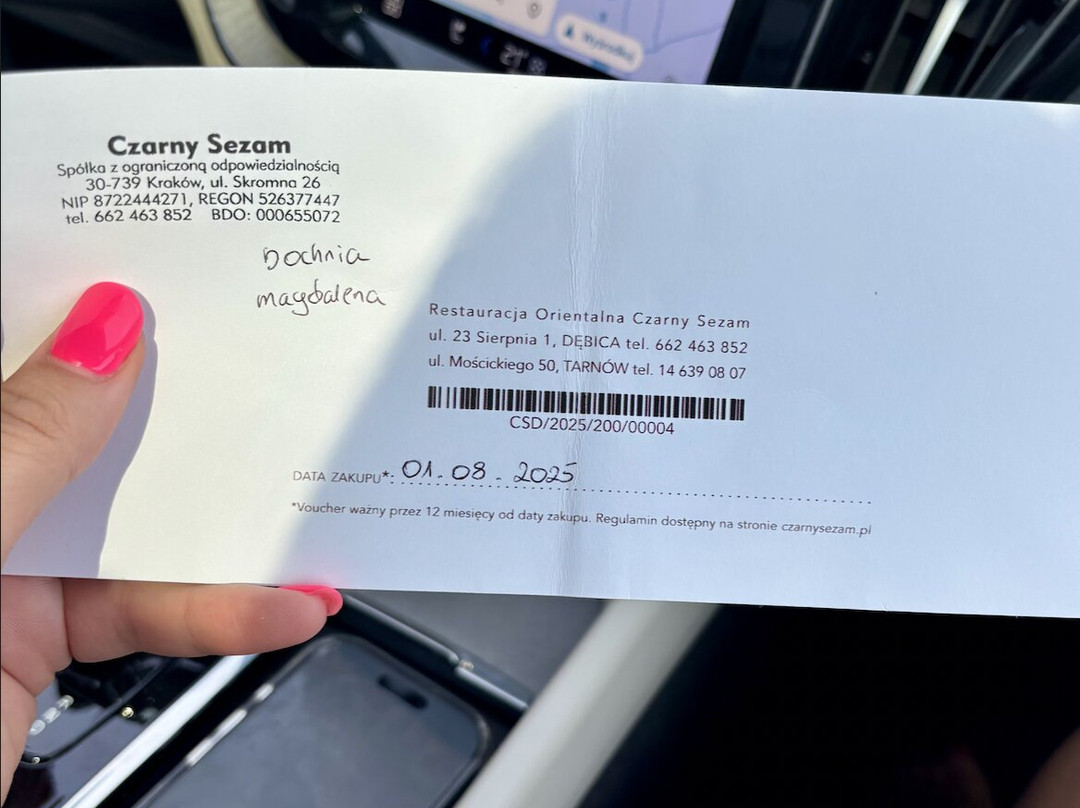 Czarny Sezam
Spółka z ograniczoną odpowiedzialnością
30-739 Kraków, ul. Skromna 26
NIP 8722444271, REGON 526377447
tel. 662 463 852 BDO: 000655072
Bochnia
magdalena
Restauracja Orientalna Czarny Sezam
ul. 23 Sierpnia 1, DĘBICA tel. 662 463 852
ul. Mościckiego 50, TARNÓW tel. 14 639 08 07
CSD/2025/200/00004
DATA ZAKUPU*: 01.08.2025
*Voucher ważny przez 12 miesięcy od daty zakupu. Regulamin dostępny na stronie czarnysezam.pl